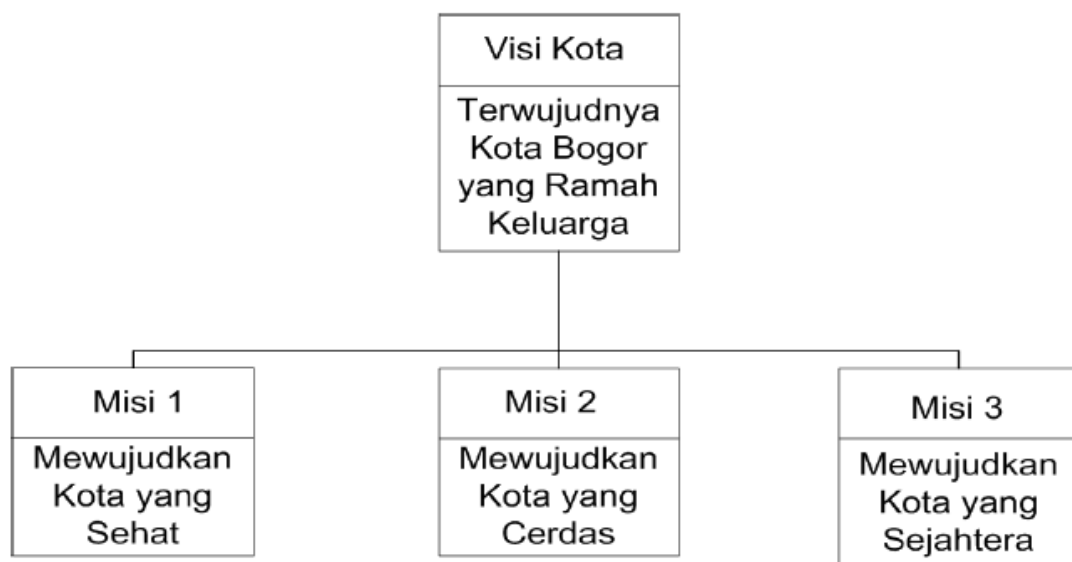 Visi Kota
Terwujudnya
Kota Bogor
yang Ramah
Keluarga
Misi 1
Mewujudkan
Kota yang
Sehat
Misi 2
Mewujudkan
Kota yang
Cerdas
Misi 3
Mewujudkan
Kota yang
Sejahtera